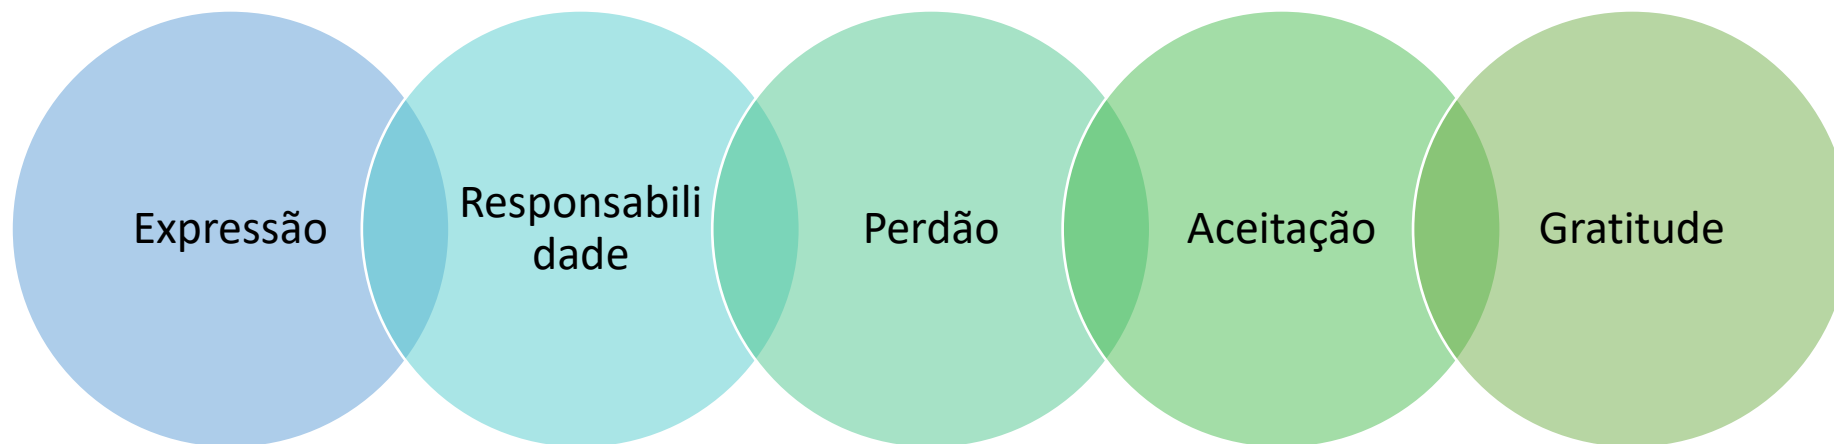 Expressão
Responsabili
dade
Perdão
Aceitação
Gratitude